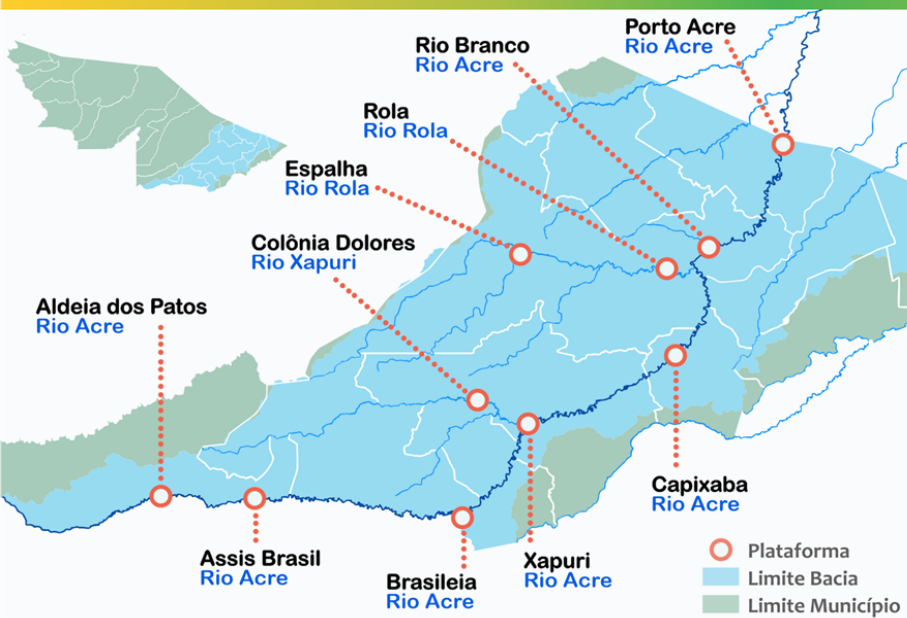 Porto Acre
Rio Acre
Rio Branco
Rio Acre
Rola
Rio Rola
Espalha
Rio Rola
Colônia Dolores
Rio Xapuri
Aldeia dos Patos
Rio Acre
Capixaba
Rio Acre
Assis Brasil
Rio Acre
Brasileia
Rio Acre
Xapuri
Rio Acre
Plataforma
Limite Bacia
Limite Município